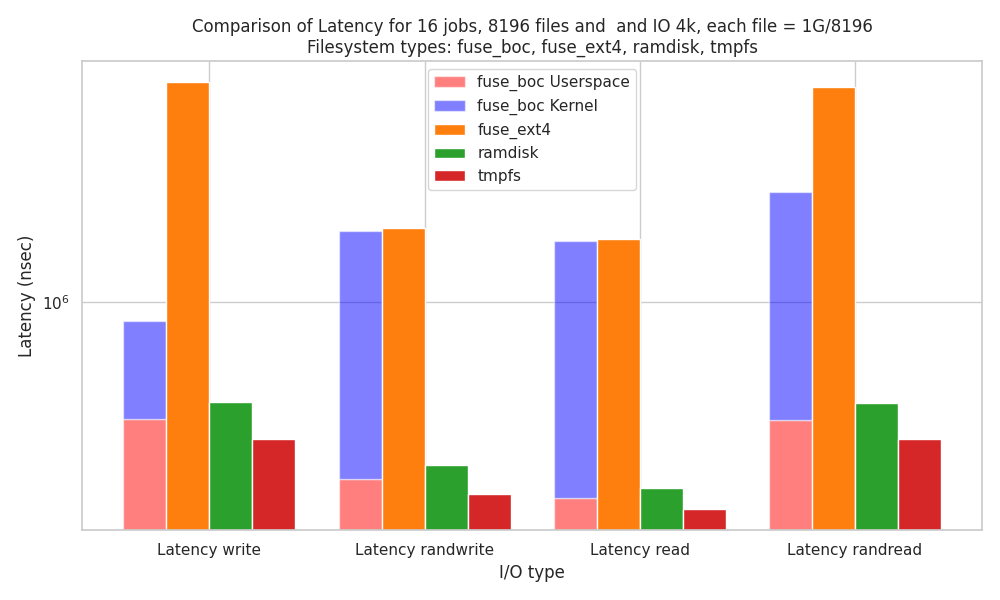 Comparison of Latency for 16 jobs, 8196 files and  and IO 4k, each file = 1G/8196
Filesystem types: fuse_boc, fuse_ext4, ramdisk, tmpfs
fuse_boc Userspace
fuse_boc Kernel
fuse_ext4
ramdisk
tmpfs
Latency (nsec)
10⁶
Latency write
Latency randwrite
Latency read
Latency randread
I/O type